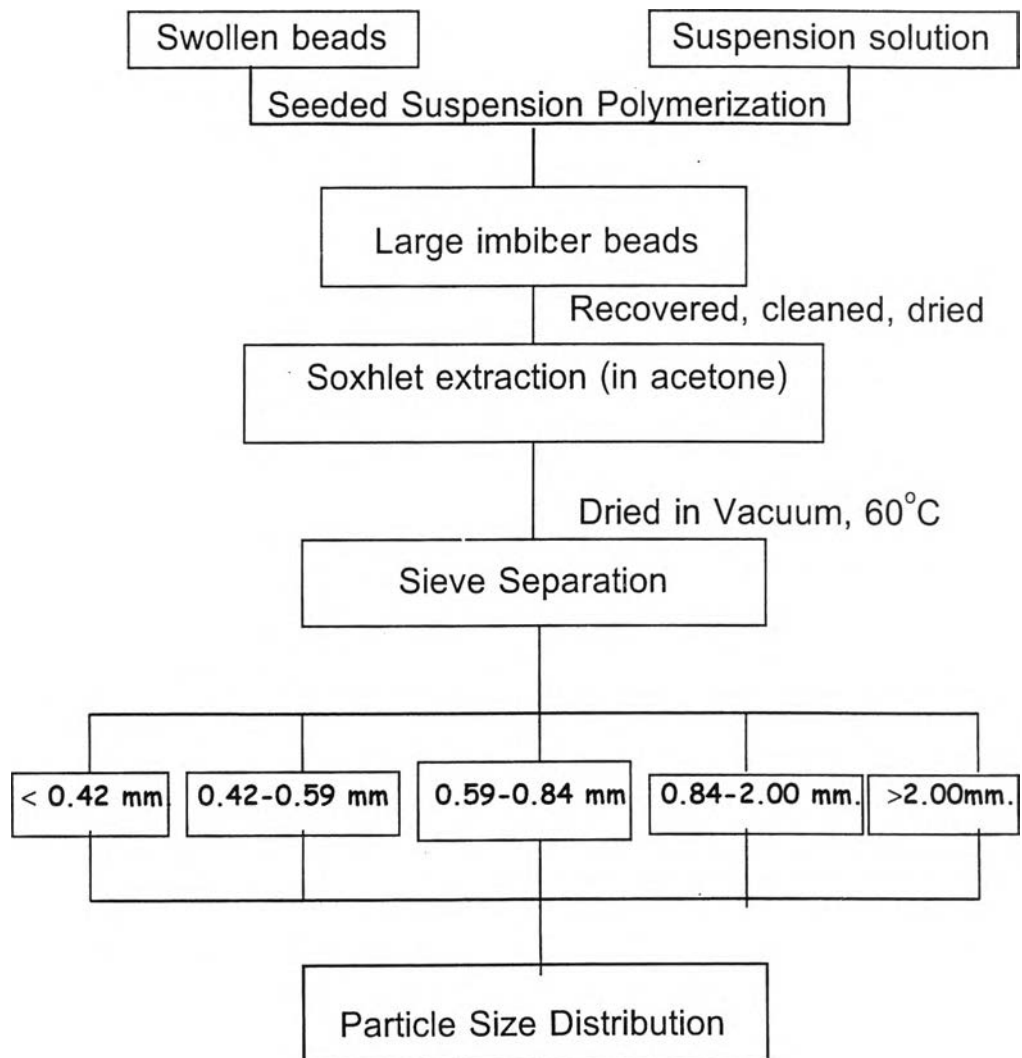 Swollen beads
Suspension solution
Seeded Suspension Polymerization
Large imbiber beads
Recovered, cleaned, dried
Soxhlet extraction (in acetone)
Dried in Vacuum, 60°C
Sieve Separation
< 0.42 mm
0.42-0.59 mm
0.59-0.84 mm
0.84-2.00 mm.
>2.00mm.
Particle Size Distribution